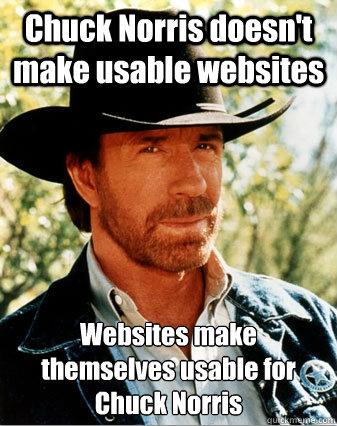 Chuck Norris doesn't
make usable websites
Websites make
themselves usable for
Chuck Norris
quickmeme.com